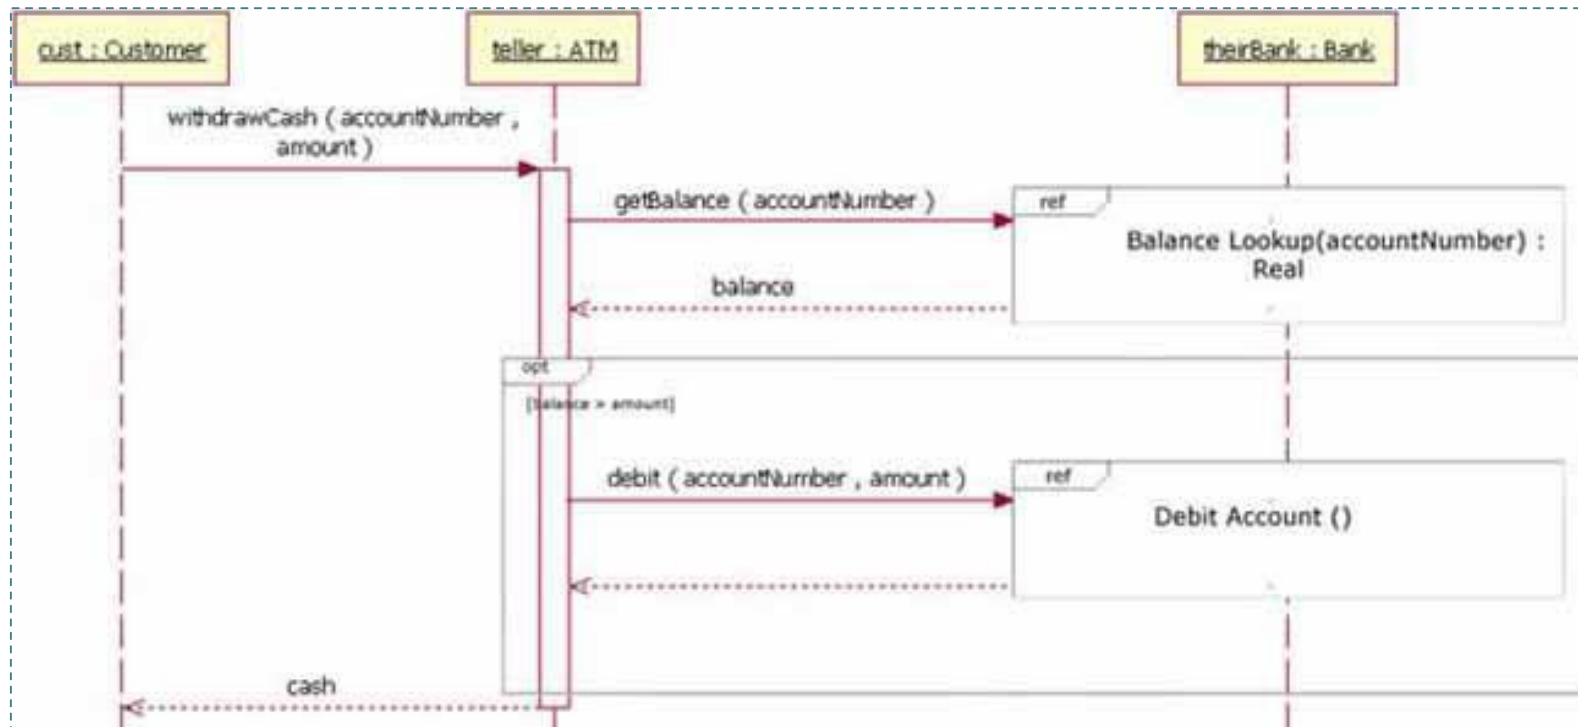 cust : Customer
teller : ATM
theirBank : Bank
withdrawCash ( accountNumber ,
amount )
getBalance ( accountNumber )
ref
Balance Lookup(accountNumber) :
Real
balance
opt
[balance > amount]
debit ( accountNumber , amount )
ref
Debit Account ()
cash